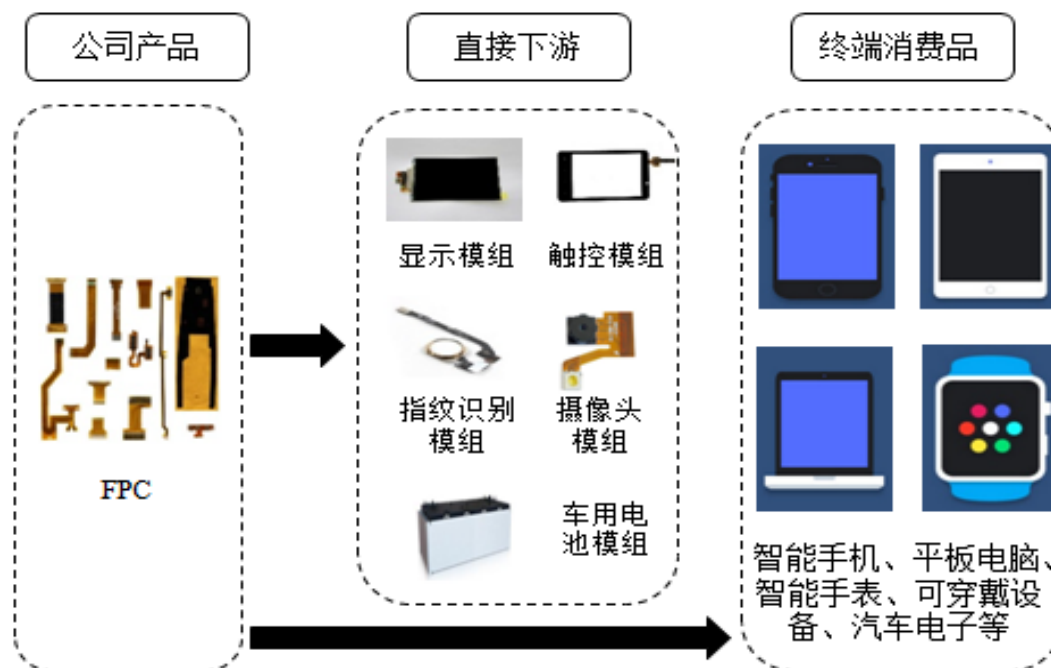 公司产品
直接下游
终端消费品
FPC
显示模组
触控模组
指纹识别
模组
摄像头
模组
车用电
池模组
智能手机、平板电脑、
智能手表、可穿戴设
备、汽车电子等